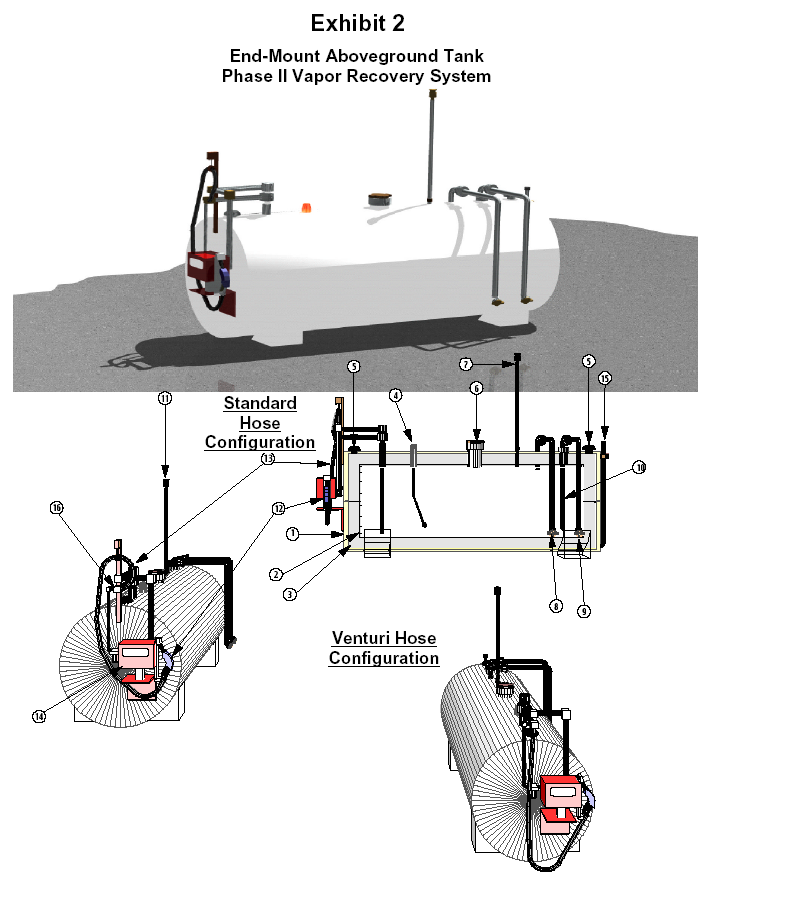 Exhibit 2
End-Mount Aboveground Tank
Phase II Vapor Recovery System
5
7
5
11
4
6
15
Standard
Hose
Configuration
13
10
16
12
1
2
3
8
9
Venturi Hose
Configuration
14